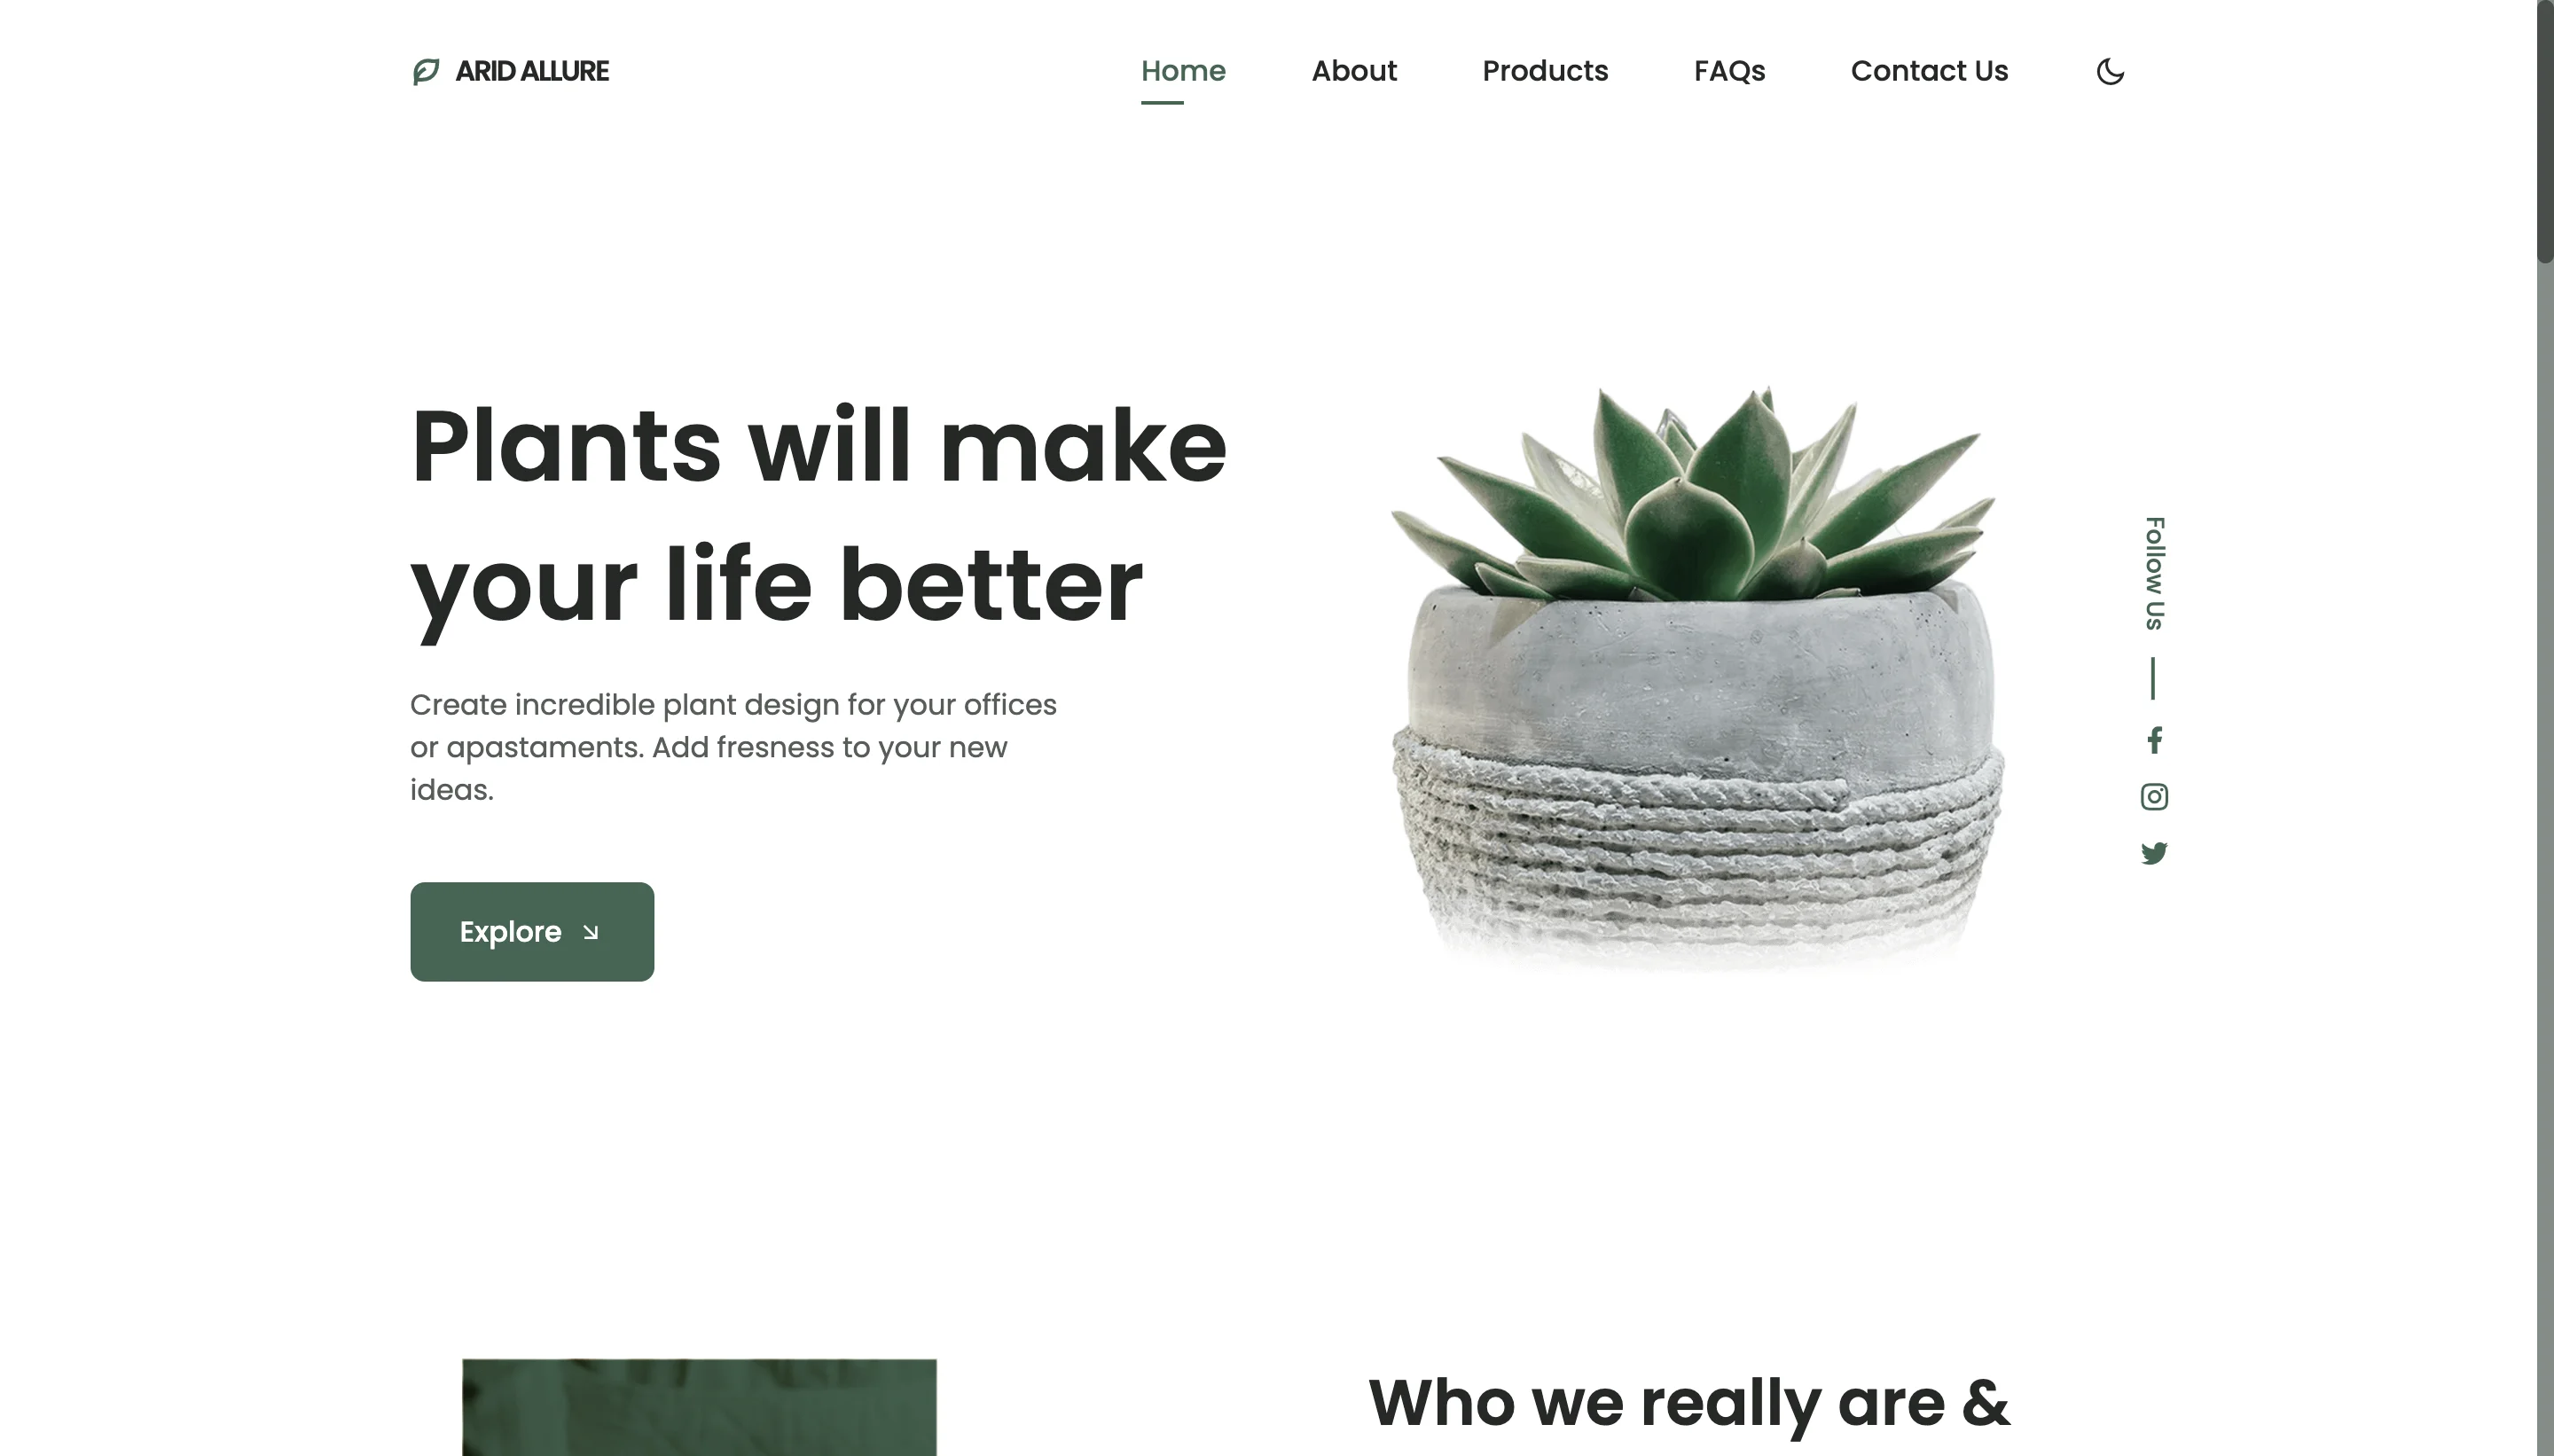 ARID ALLURE
Home
About
Products
FAQs
Contact Us
Plants will make
your life better
Create incredible plant design for your offices
or apastaments. Add fresness to your new
ideas.
Explore
Follow Us
Who we really are &